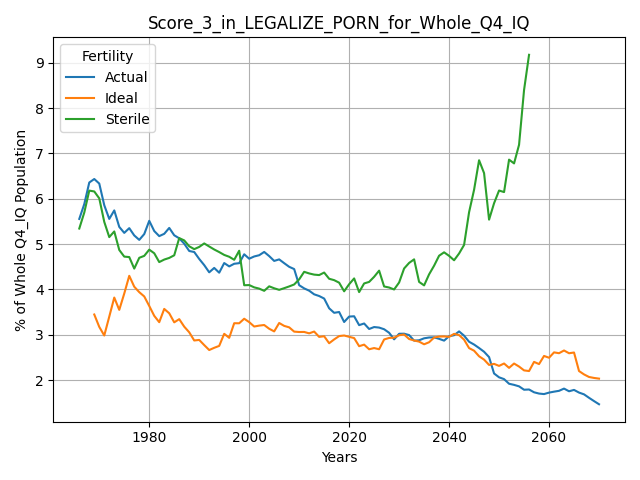 Score_3_in_LEGALIZE_PORN_for_Whole_Q4_IQ
Fertility
Actual
Ideal
Sterile
% of Whole Q4_IQ Population
9
8
7
6
5
4
3
2
1980
2000
2020
2040
2060
Years